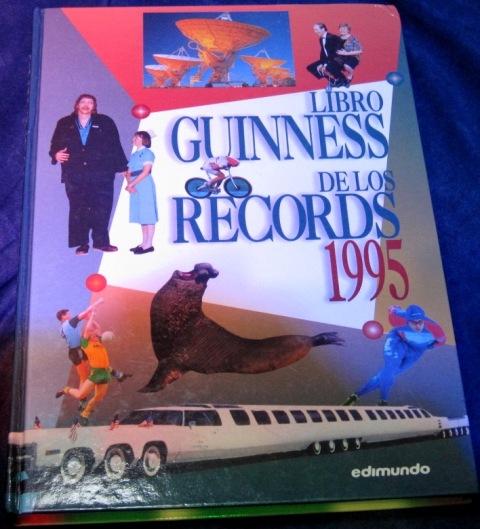 LIBRO
GUINNESS
DE LOS
RECORDS
1995
edimundo